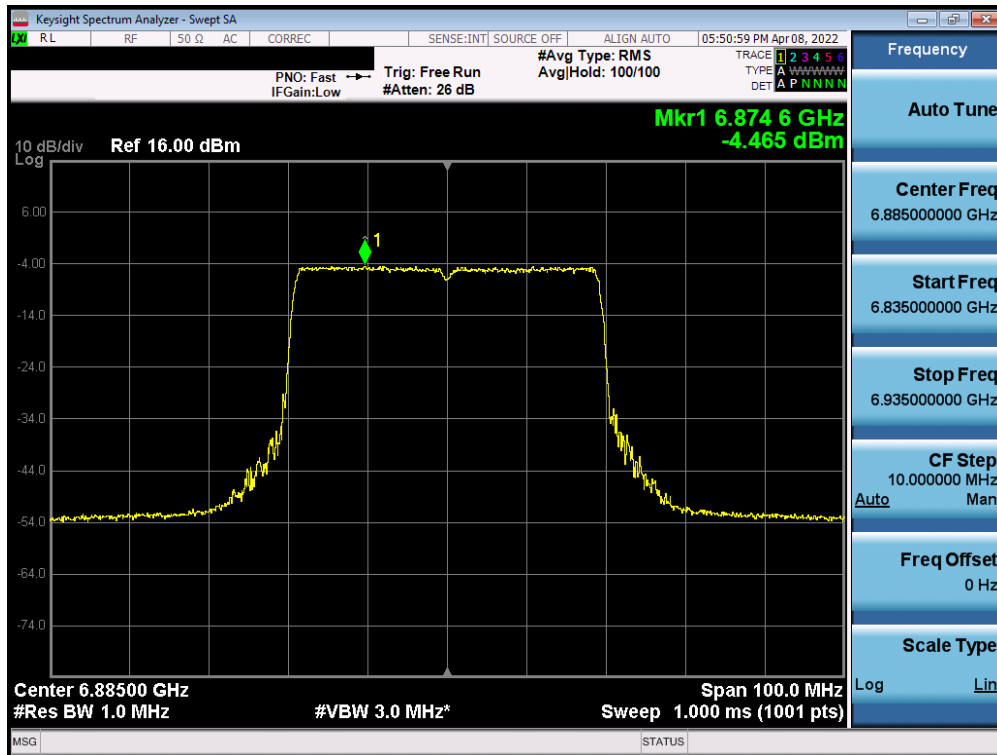 Keysight Spectrum Analyzer - Swept SA
LXI RL RF 50 Ω AC CORREC SENSE:INT SOURCE OFF ALIGN AUTO 05:50:59 PM Apr 08, 2022
PNO: Fast
IFGain:Low
Trig: Free Run
#Atten: 26 dB
#Avg Type: RMS
Avg|Hold: 100/100
TRACE 1 2 3 4 5 6
TYPE A WWWWW
DET A P N N N N
Mkr1 6.874 6 GHz
-4.465 dBm
10 dB/div Ref 16.00 dBm
Log
1
6.00
-4.00
-14.0
-24.0
-34.0
-44.0
-54.0
-64.0
-74.0
Center 6.88500 GHz Span 100.0 MHz
#Res BW 1.0 MHz #VBW 3.0 MHz* Sweep 1.000 ms (1001 pts)
MSG STATUS
Frequency
Auto Tune
Center Freq
6.885000000 GHz
Start Freq
6.835000000 GHz
Stop Freq
6.935000000 GHz
CF Step
10.000000 MHz
Auto Man
Freq Offset
0 Hz
Scale Type
Log Lin